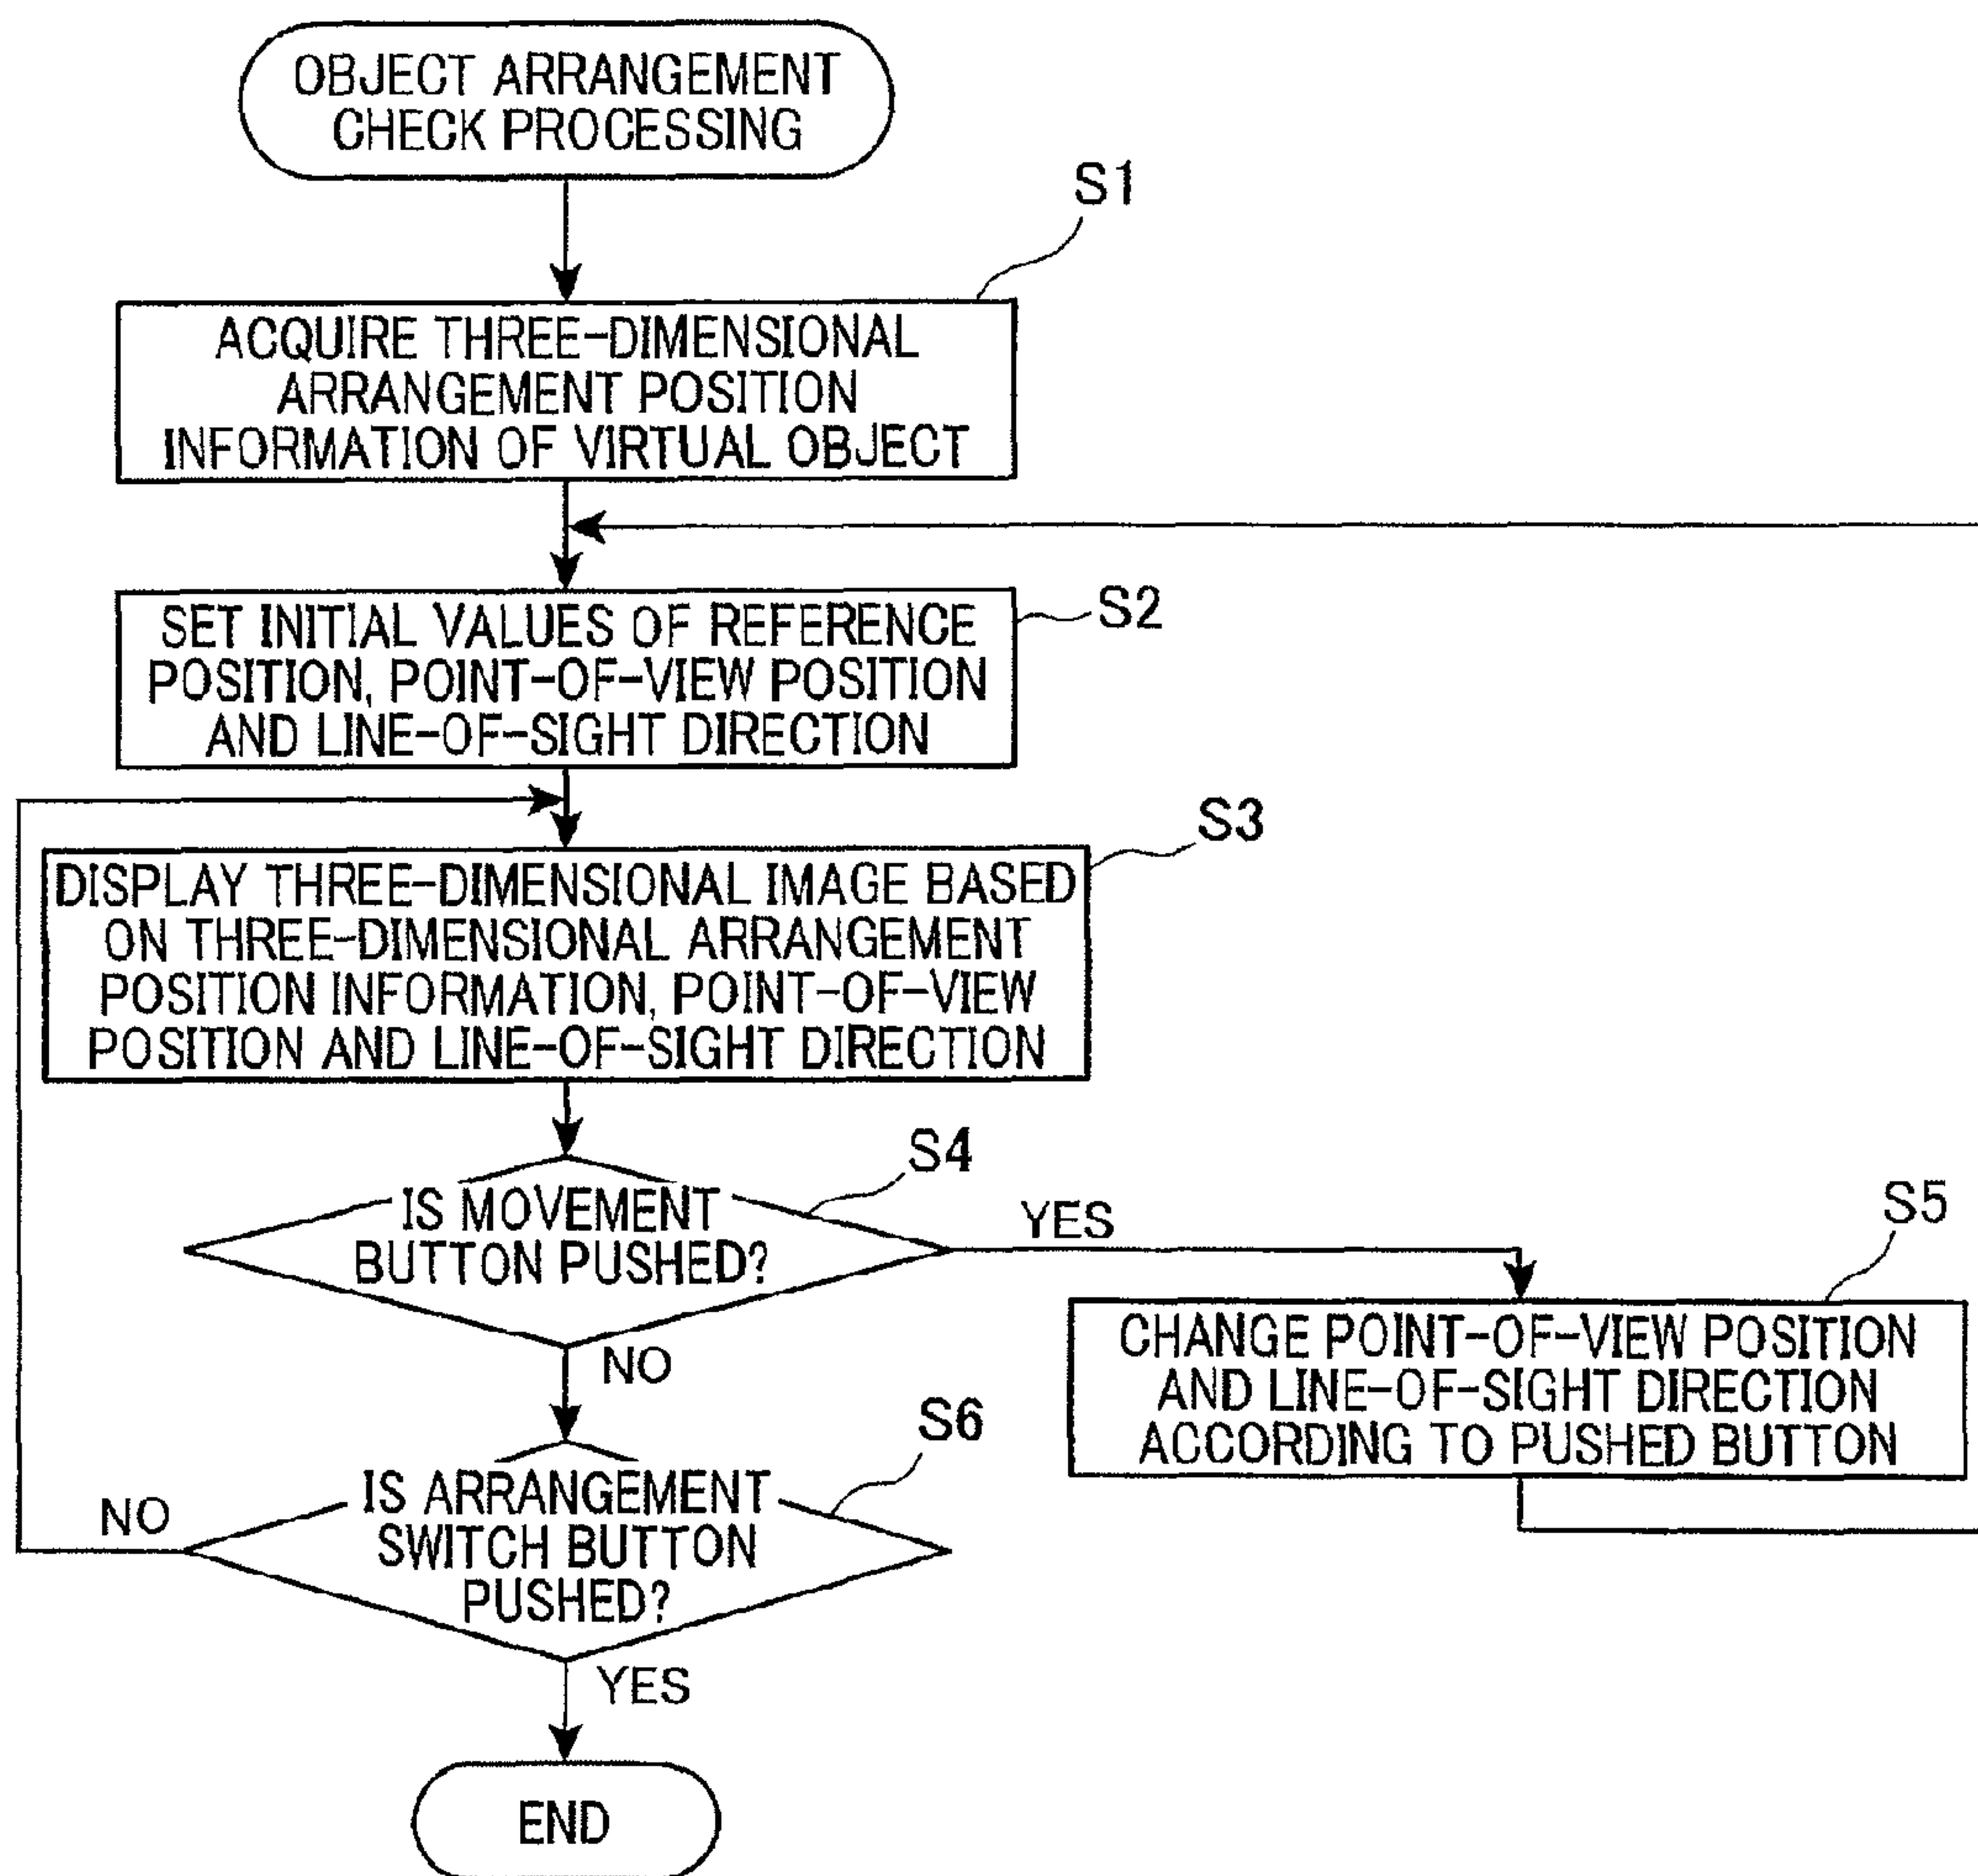 OBJECT ARRANGEMENT
CHECK PROCESSING
S1
ACQUIRE THREE-DIMENSIONAL
ARRANGEMENT POSITION
INFORMATION OF VIRTUAL OBJECT
S2
SET INITIAL VALUES OF REFERENCE
POSITION, POINT-OF-VIEW POSITION
AND LINE-OF-SIGHT DIRECTION
S3
DISPLAY THREE-DIMENSIONAL IMAGE BASED
ON THREE-DIMENSIONAL ARRANGEMENT
POSITION INFORMATION, POINT-OF-VIEW
POSITION AND LINE-OF-SIGHT DIRECTION
S4
IS MOVEMENT
BUTTON PUSHED?
YES
NO
S5
CHANGE POINT-OF-VIEW POSITION
AND LINE-OF-SIGHT DIRECTION
ACCORDING TO PUSHED BUTTON
S6
IS ARRANGEMENT
SWITCH BUTTON
PUSHED?
NO
YES
END